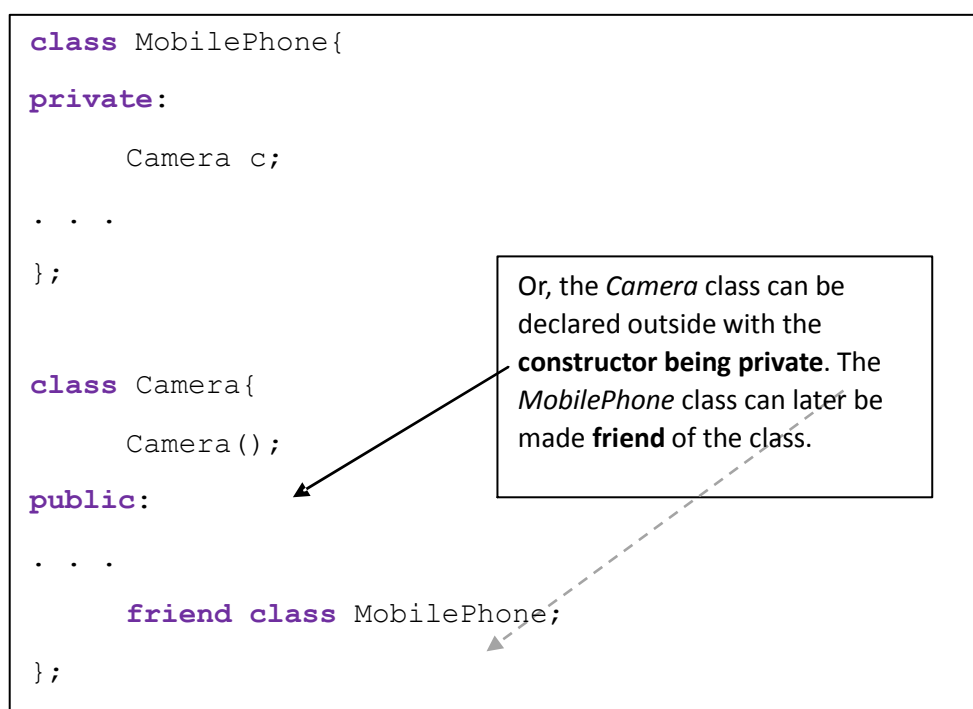 class MobilePhone{
private:
Camera c;
. . .
};
Or, the Camera class can be
declared outside with the
constructor being private. The
MobilePhone class can later be
made friend of the class.
class Camera{
Camera();
public:
. . .
friend class MobilePhone;
};